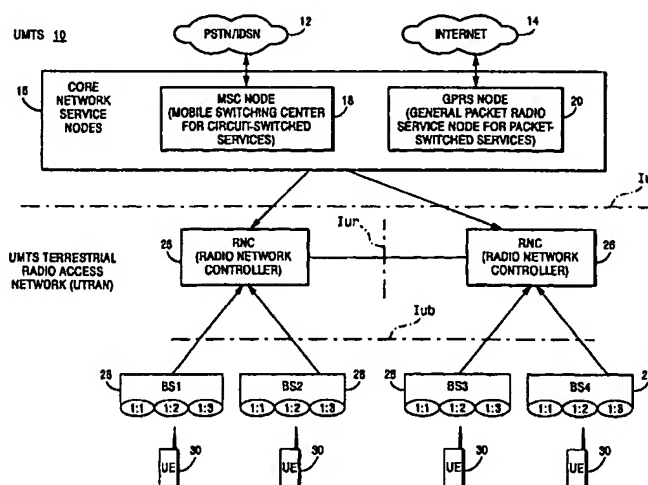 UMTS 10
12
PSTN/IDSN
14
INTERNET
16
CORE NETWORK SERVICE NODES
MSC NODE
(MOBILE SWITCHING CENTER
FOR CIRCUIT-SWITCHED
SERVICES)
18
GPRS NODE
(GENERAL PACKET RADIO
SERVICE NODE FOR PACKET-
SWITCHED SERVICES)
20
Iu
Iur
UMTS TERRESTRIAL
RADIO ACCESS
NETWORK (UTRAN)
26
RNC
(RADIO NETWORK
CONTROLLER)
RNC
(RADIO NETWORK
CONTROLLER)
26
Iub
28
BS1
1:1 1:2 1:3
BS2
28
1:1 1:2 1:3
28
BS3
1:1 1:2 1:3
BS4
1:1 1:2 1:3
UE
30
UE
30
UE
30
UE
30